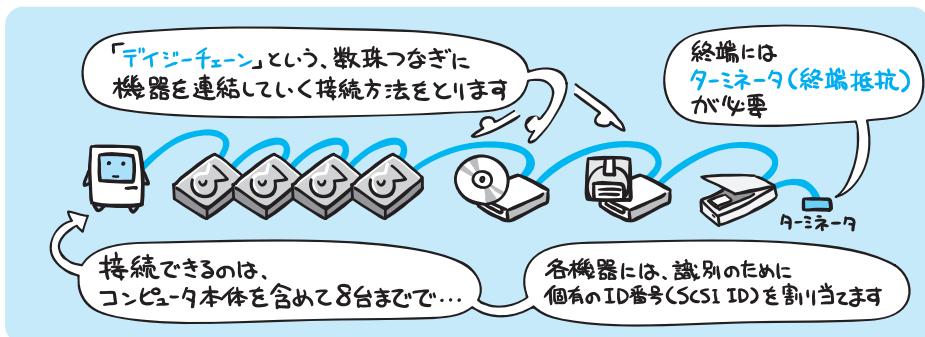 「デイジーチェーン」という、数珠つなぎに
機器を連結していく接続方法をとります
終端には
ターミネータ(終端抵抗)
が必要
ターミネータ
接続できるのは、
コンピュータ本体を含めて8台までで…
各機器には、識別のために
個有のID番号(SCSI ID)を割り当てます